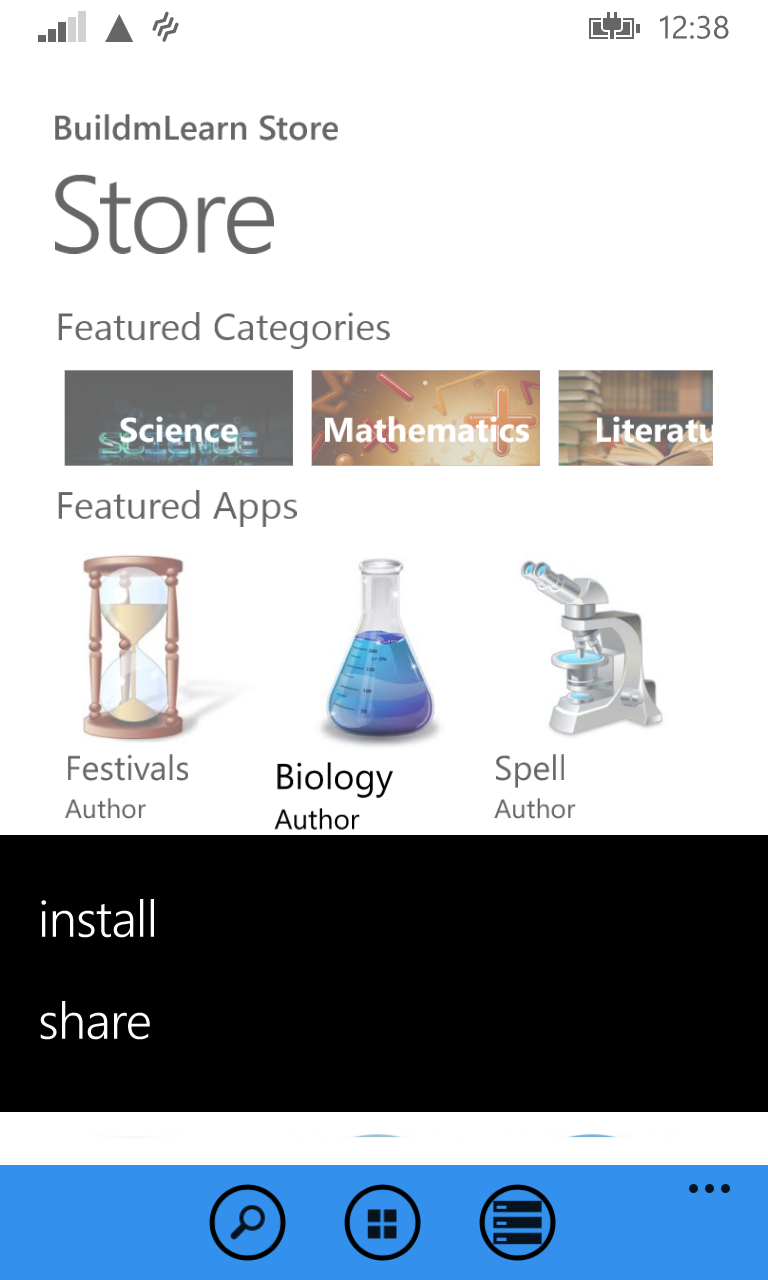 12:38
BuildmLearn Store
Store
Featured Categories
Science Mathematics Literatu
Featured Apps
Festivals Biology Spell
Author Author Author
install
share